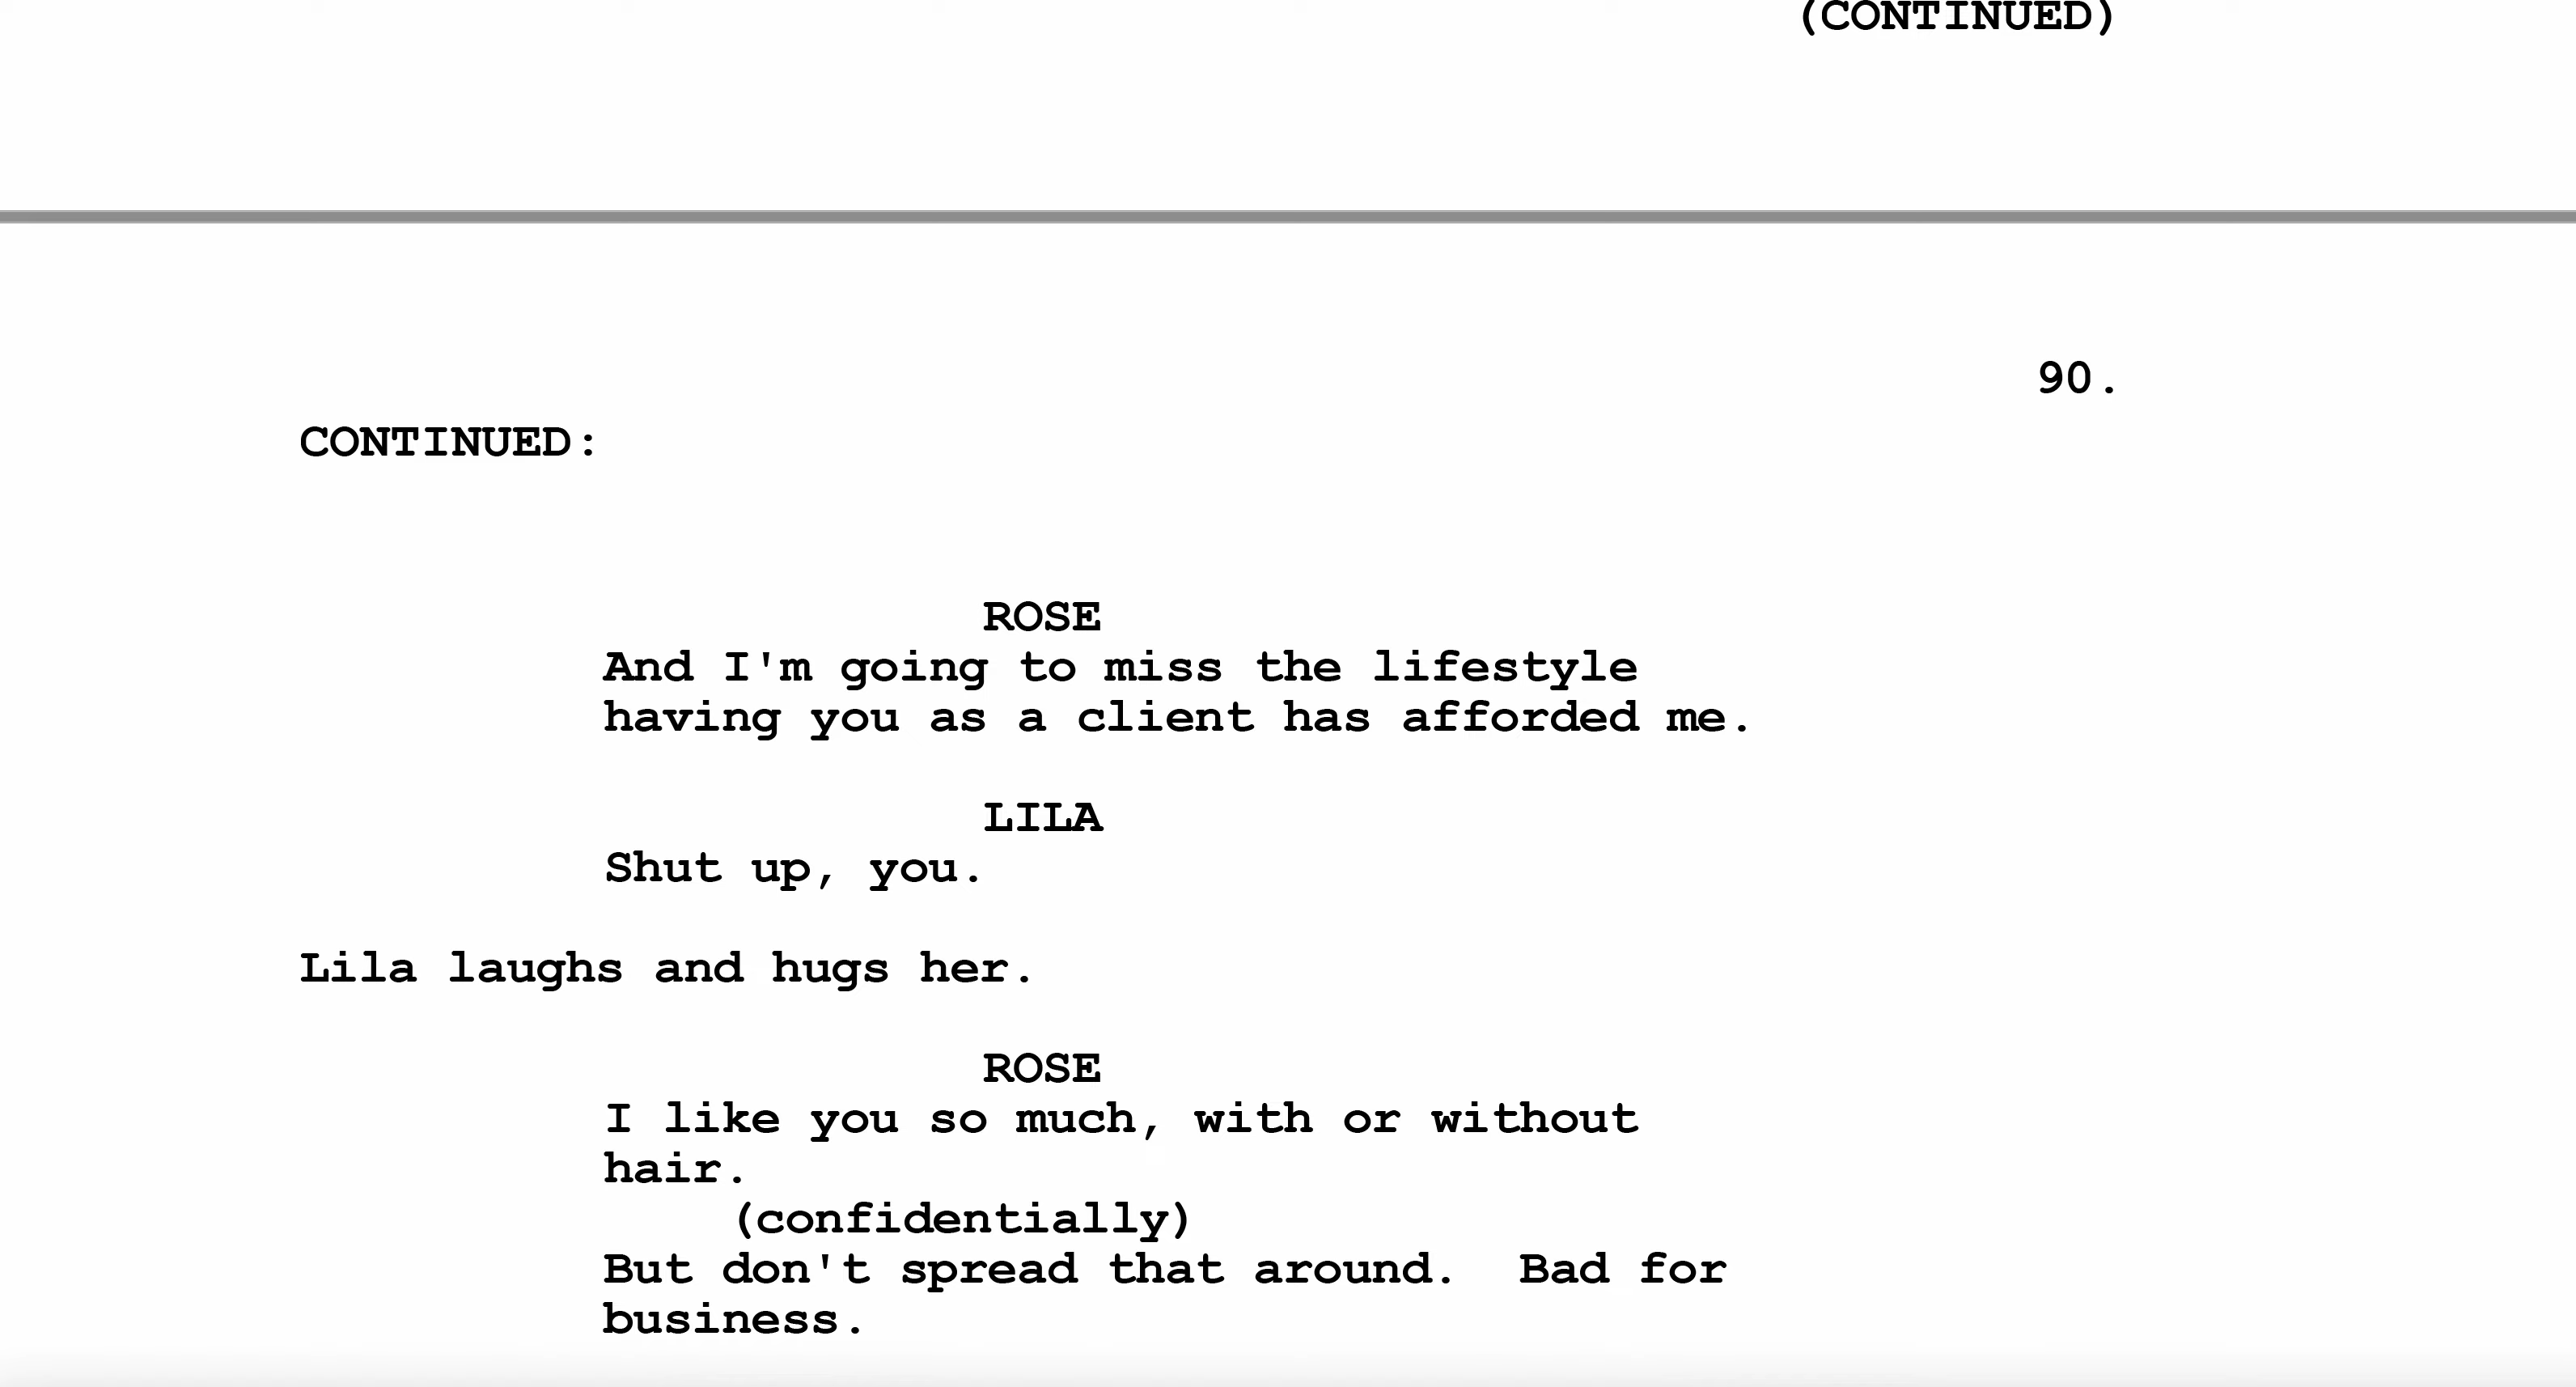 (CONTINUED)
90.
CONTINUED:
ROSE
And I'm going to miss the lifestyle
having you as a client has afforded me.
LILA
Shut up, you.
Lila laughs and hugs her.
ROSE
I like you so much, with or without
hair.
(confidentially)
But don't spread that around.  Bad for
business.